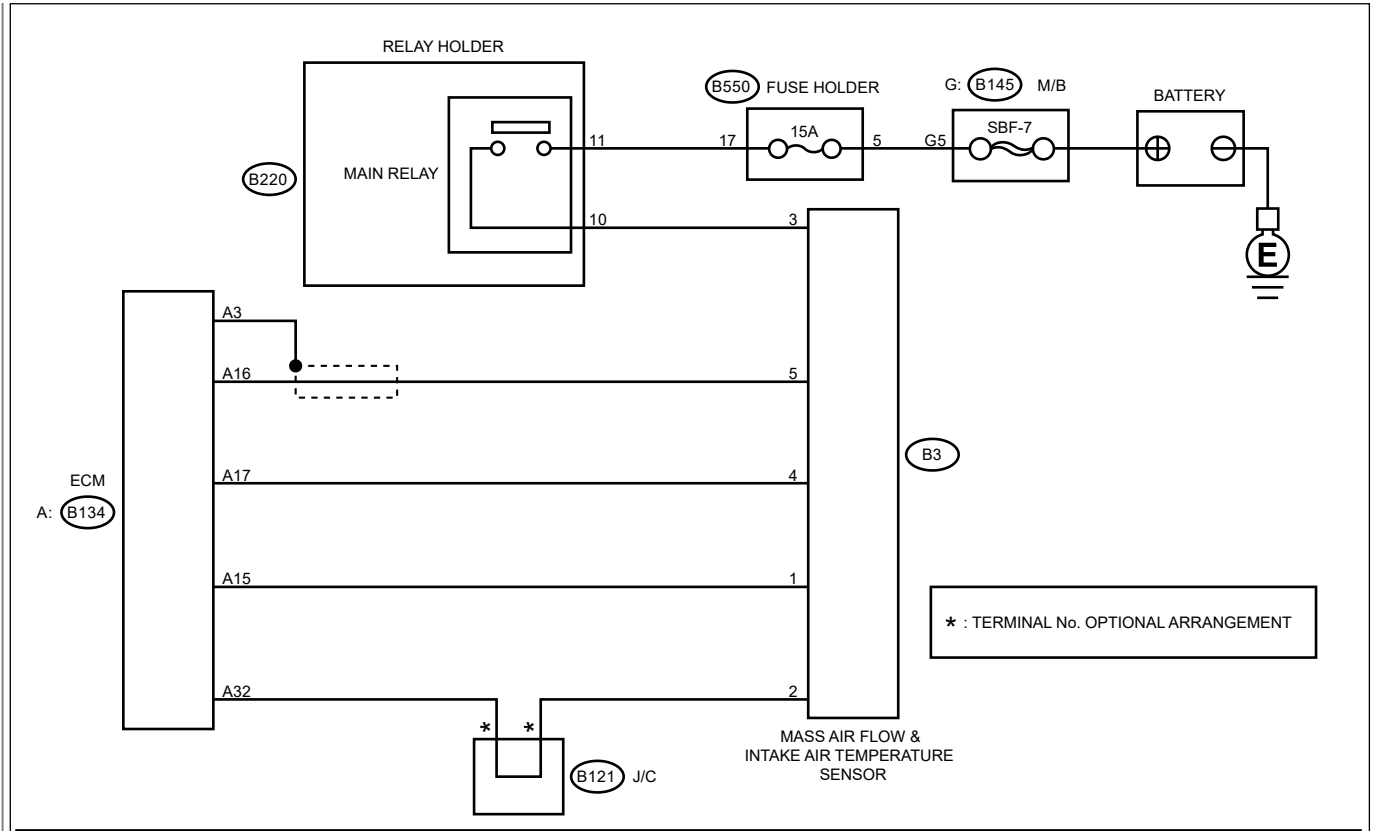 RELAY HOLDER
B550 FUSE HOLDER
G: B145 M/B
BATTERY
15A
SBF-7
11
17
5
G5
MAIN RELAY
B220
10
3
E
A3
A16
5
B3
ECM
A: B134
A17
4
A15
1
* : TERMINAL No. OPTIONAL ARRANGEMENT
A32
2
* *
MASS AIR FLOW &
INTAKE AIR TEMPERATURE
SENSOR
B121 J/C